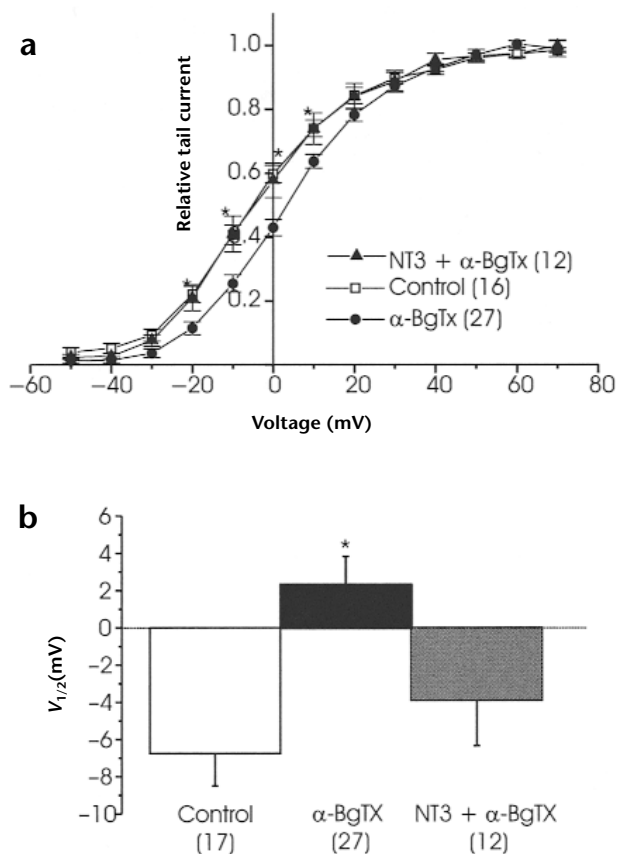 a
Relative tail current
1.0
0.8
0.6
0.4
0.2
*
*
*
*
NT3 + α-BgTx (12)
Control (16)
α-BgTx (27)
−60 −40 −20 0 20 40 60 80
Voltage (mV)
b
V1/2(mV)
6
4
2
0
−2
−4
−6
−8
−10
*
Control α-BgTX NT3 + α-BgTX
(17) (27) (12)